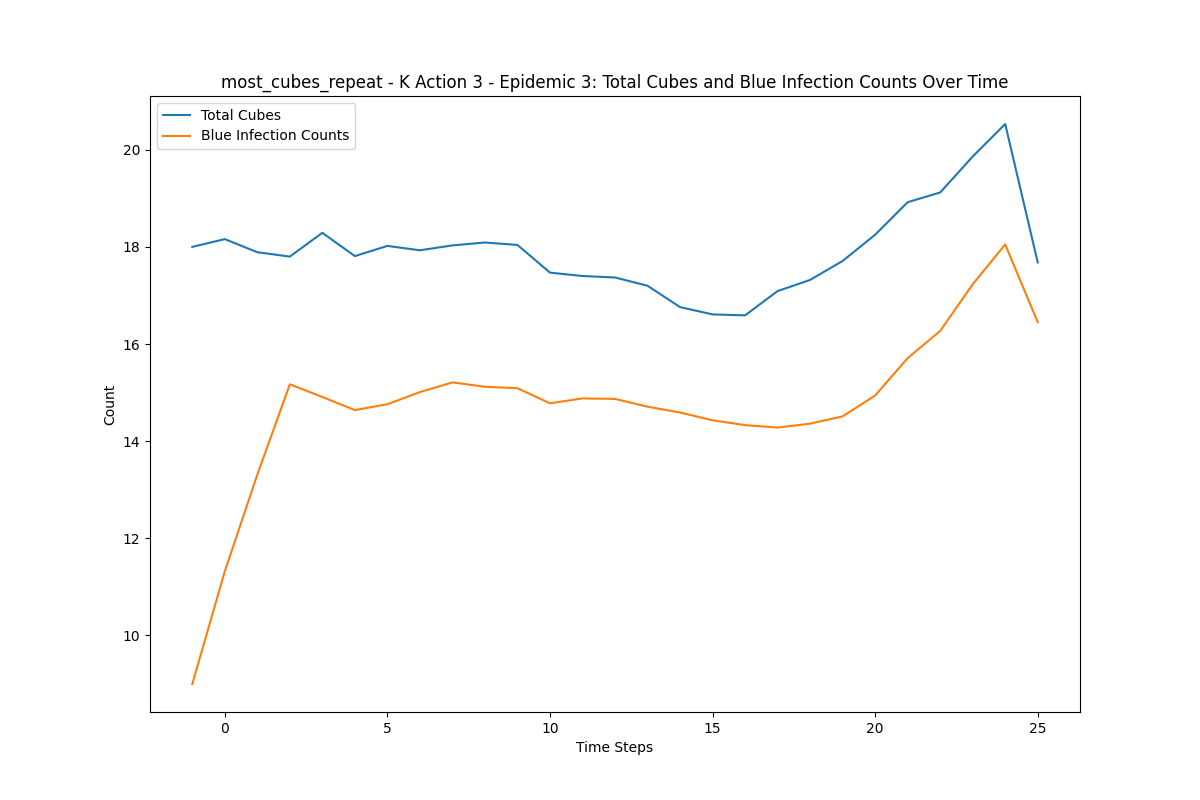 most_cubes_repeat - K Action 3 - Epidemic 3: Total Cubes and Blue Infection Counts Over Time
Total Cubes
Blue Infection Counts
20
18
16
14
12
10
Count
0 5 10 15 20 25
Time Steps